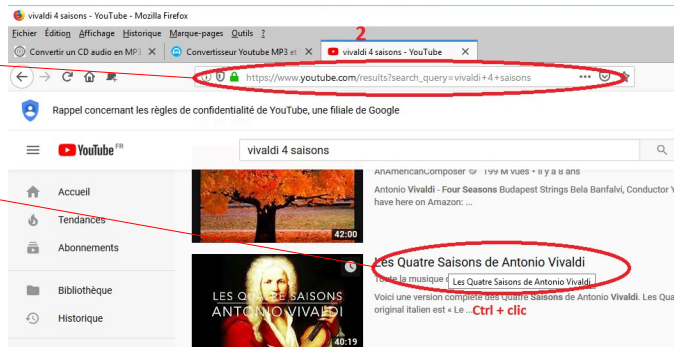 vivaldi 4 saisons - YouTube - Mozilla Firefox
Fichier Édition Affichage Historique Marque-pages Outils ?
2
Convertir un CD audio en MP3 Convertisseur Youtube MP3 et vivaldi 4 saisons - YouTube
https://www.youtube.com/results?search_query=vivaldi+4+saisons
Rappel concernant les règles de confidentialité de YouTube, une filiale de Google
YouTube FR vivaldi 4 saisons
AnAmericanComposer 199 M vues • il y a 8 ans
Accueil
Antonio Vivaldi - Four Seasons Budapest Strings Bela Banfalvi, Conductor Y
have here on Amazon: ...
Tendances
42:00
Abonnements
Les Quatre Saisons de Antonio Vivaldi
Toute la musique
Les Quatre Saisons de Antonio Vivaldi
Bibliothèque
LES QUATRE SAISONS
ANTONIO VIVALDI
Voici une version complète des Quatre Saisons de Antonio Vivaldi. Les Qua
original italien est « Le ...
Ctrl + clic
Historique
40:19